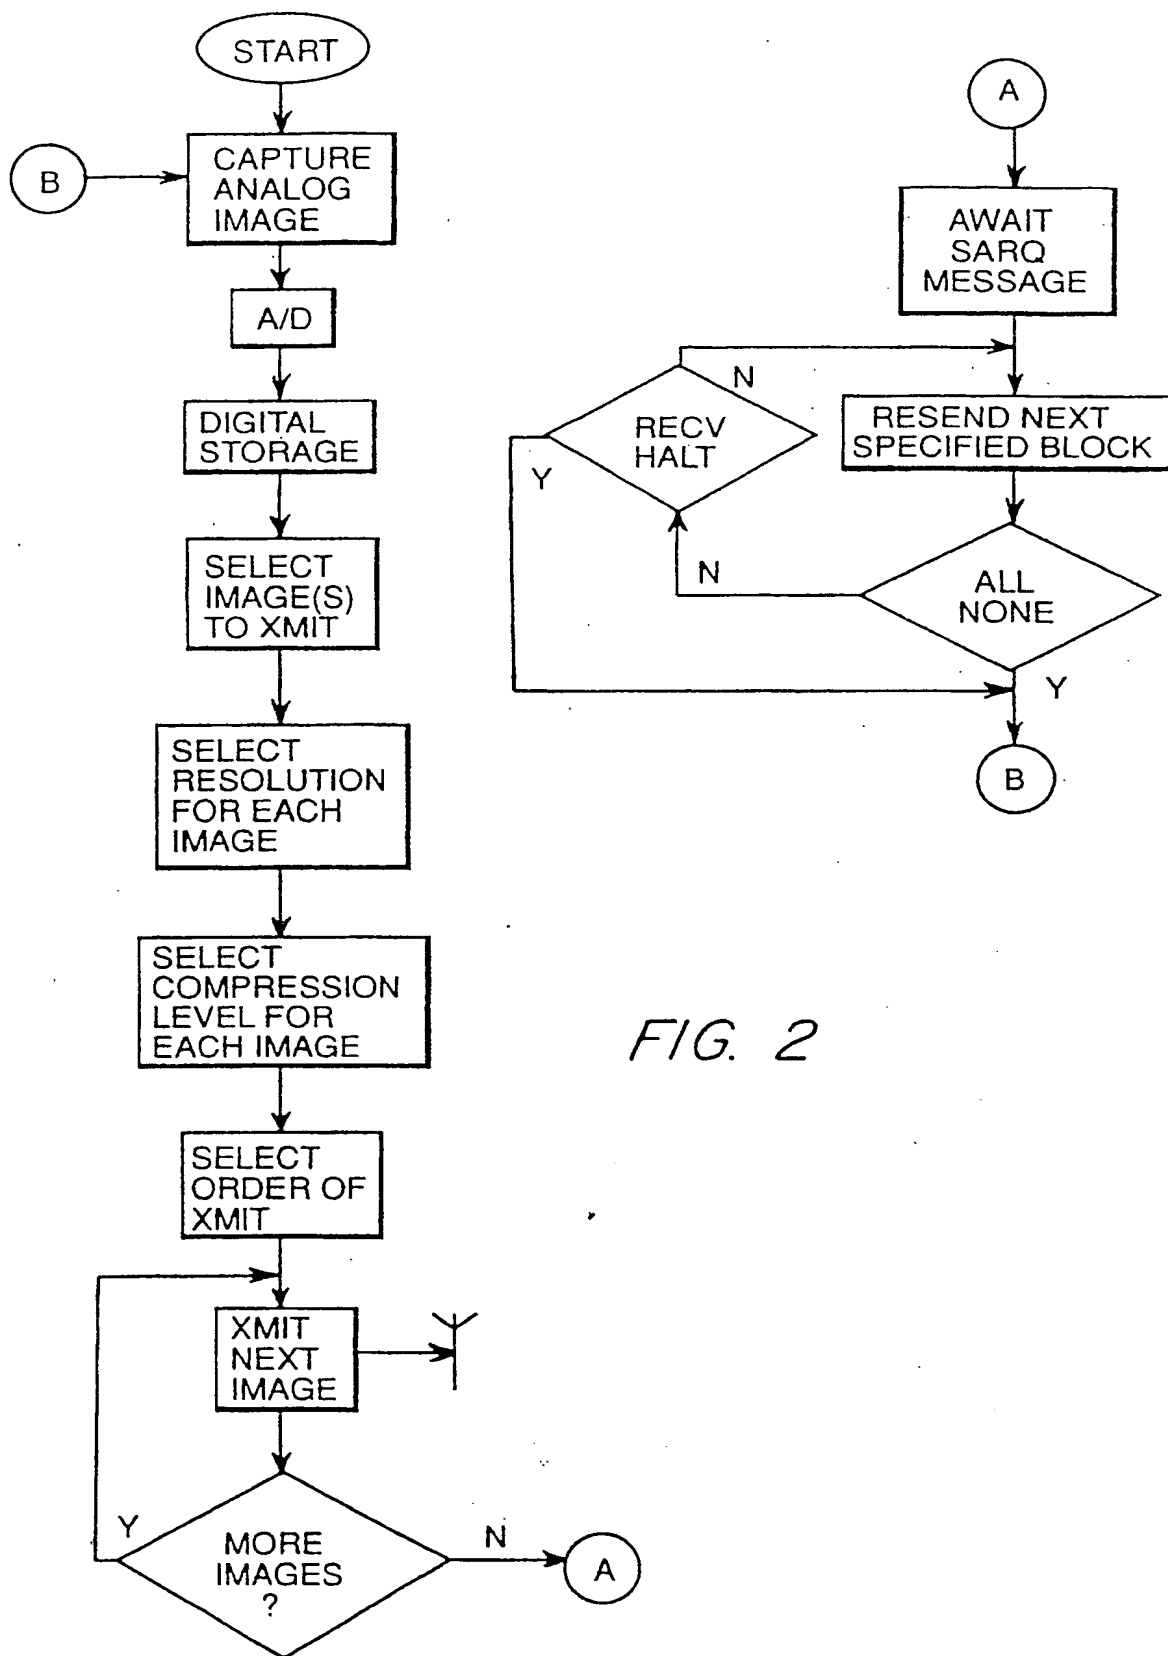 START
B
CAPTURE
ANALOG
IMAGE
A/D
DIGITAL
STORAGE
SELECT
IMAGE(S)
TO XMIT
SELECT
RESOLUTION
FOR EACH
IMAGE
SELECT
COMPRESSION
LEVEL FOR
EACH IMAGE
SELECT
ORDER OF
XMIT
XMIT
NEXT
IMAGE
Y
MORE
IMAGES
?
N
A
A
AWAIT
SARQ
MESSAGE
N
RECV
HALT
Y
RESEND NEXT
SPECIFIED BLOCK
N
ALL
NONE
Y
B
FIG. 2